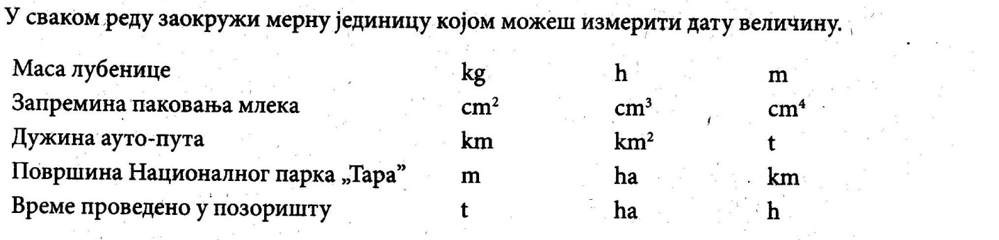 У сваком реду заокружи мерну јединицу којом можеш измерити дату величину.
Маса лубенице kg h m
Запремина паковања млека cm² cm³ cm⁴
Дужина ауто-пута km km² t
Површина Националног парка „Тара” m ha km
Време проведено у позоришту t ha h